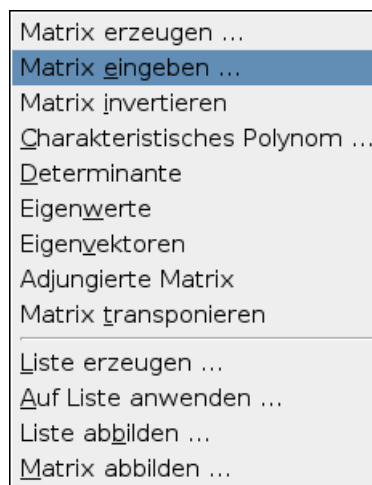 Matrix erzeugen ...
Matrix eingeben ...
Matrix invertieren
Charakteristisches Polynom ...
Determinante
Eigenwerte
Eigenvektoren
Adjungierte Matrix
Matrix transponieren
Liste erzeugen ...
Auf Liste anwenden ...
Liste abbilden ...
Matrix abbilden ...